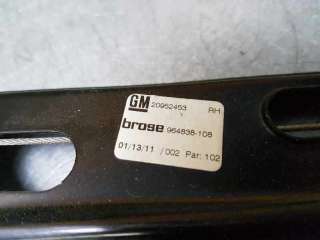 GM 20952453 RH
brose 964838-108
01/13/11 /002 Par: 102